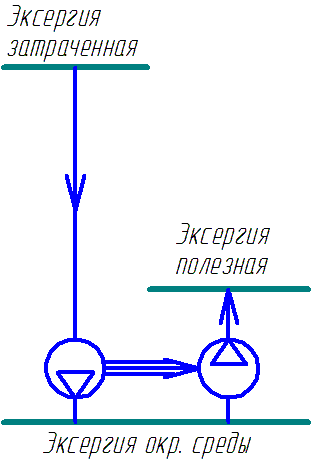 Эксергия
затраченная
Эксергия
полезная
Эксергия окр. среды